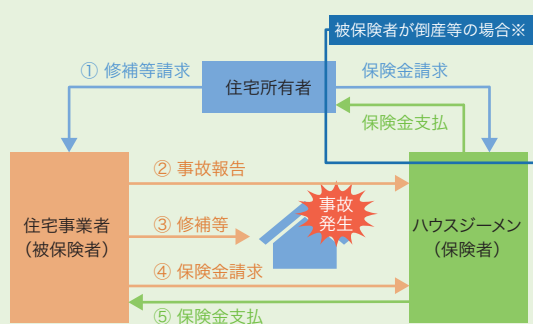 被保険者が倒産等の場合※
① 修補等請求
住宅所有者
保険金請求
保険金支払
② 事故報告
住宅事業者
（被保険者）
③ 修補等
事故
発生
ハウスジーメン
（保険者）
④ 保険金請求
⑤ 保険金支払